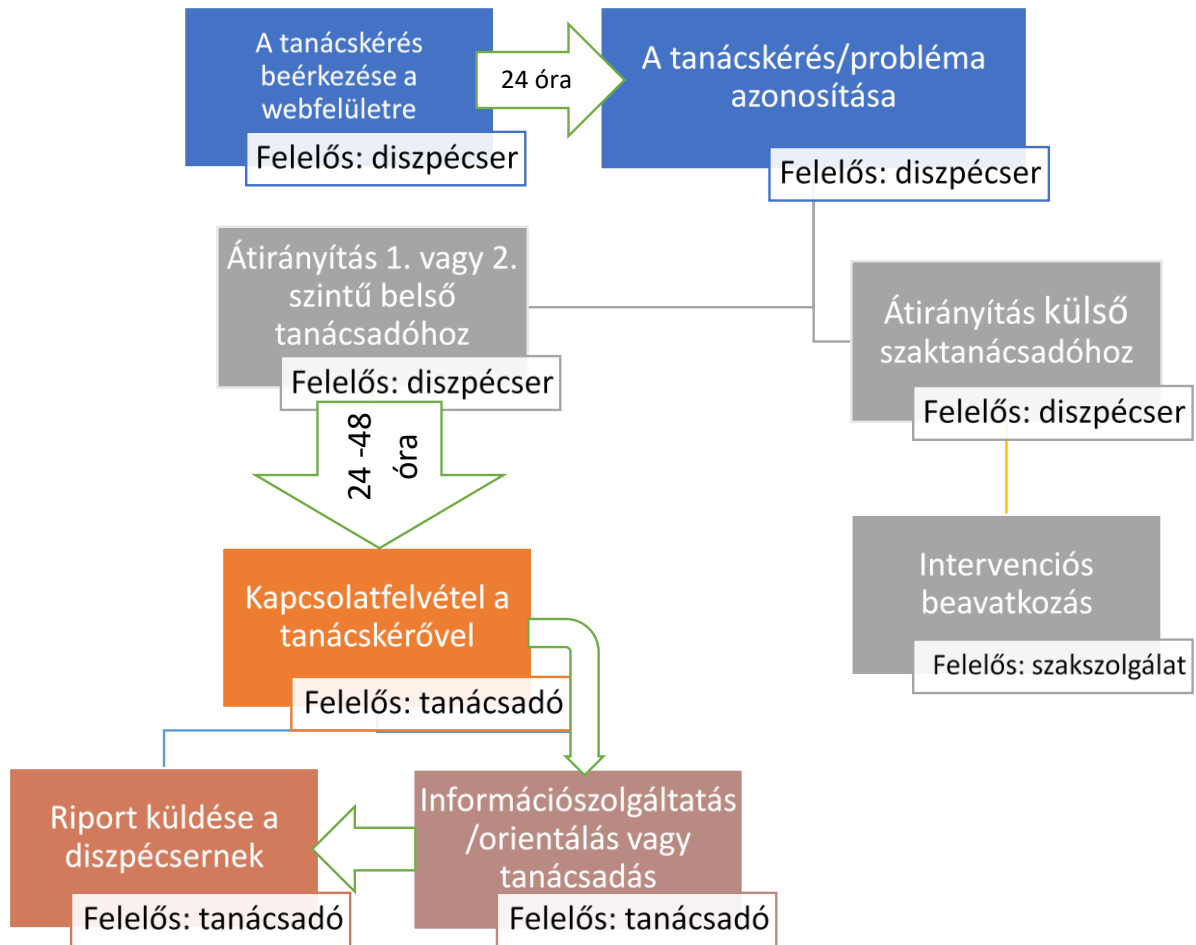 A tanácskérés
beérkezése a
webfelületre
Felelős: diszpécser
24 óra
A tanácskérés/probléma
azonosítása
Felelős: diszpécser
Átirányítás 1. vagy 2.
szintű belső
tanácsadóhoz
Felelős: diszpécser
Átirányítás külső
szaktanácsadóhoz
Felelős: diszpécser
24 -48
óra
Kapcsolatfelvétel a
tanácskérővel
Felelős: tanácsadó
Intervenciós
beavatkozás
Felelős: szakszolgálat
Információszolgáltatás
/orientálás vagy
tanácsadás
Felelős: tanácsadó
Riport küldése a
diszpécsernek
Felelős: tanácsadó